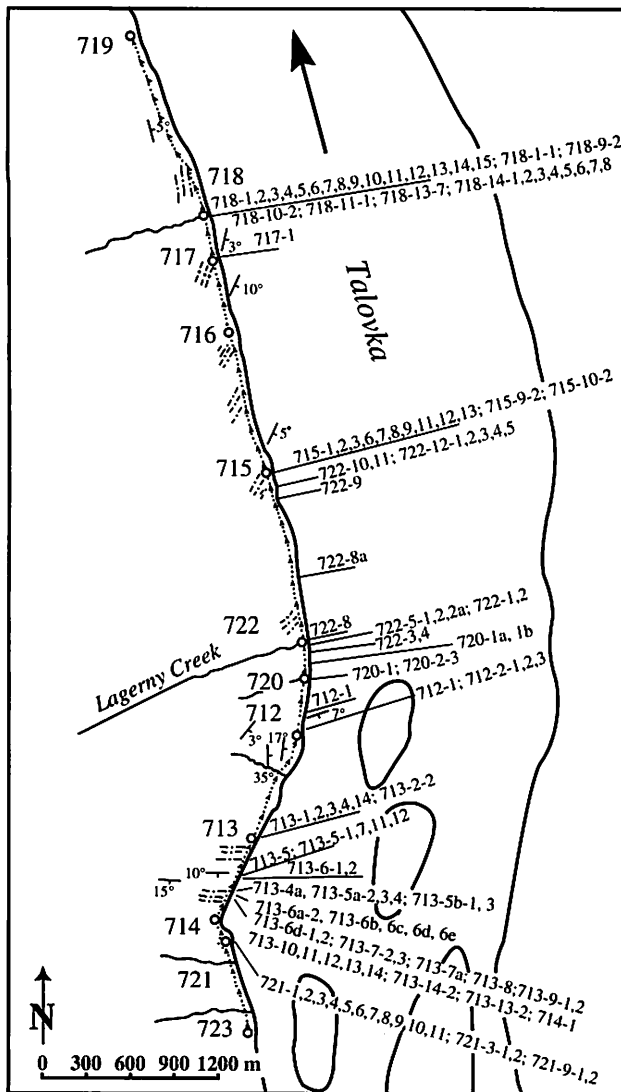 719
5°
718
718-1,2,3,4,5,6,7,8,9,10,11,12,13,14,15; 718-1-1; 718-9-2
718-10-2; 718-11-1; 718-13-7; 718-14-1,2,3,4,5,6,7,8
3°
717-1
717
10°
Talovka
716
5°
715-1,2,3,6,7,8,9,11,12,13; 715-9-2; 715-10-2
715
722-10,11; 722-12-1,2,3,4,5
722-9
722-8a
722
722-8
722-5-1,2,2a; 722-1,2
722-3,4
720-1a, 1b
Lagerny Creek
720
720-1; 720-2-3
712-1
712-1; 712-2-1,2,3
7°
712
3°
17°
35°
713-1,2,3,4,14; 713-2-2
713
713-5; 713-5-1,7,11,12
10°
713-6-1,2
15°
713-4a, 713-5a-2,3,4; 713-5b-1, 3
713-6a-2, 713-6b, 6c, 6d, 6e
714
713-6d-1,2; 713-7-2,3; 713-7a; 713-8; 713-9-1,2
713-10,11,12,13,14; 713-14-2; 713-13-2; 714-1
721
721-1,2,3,4,5,6,7,8,9,10,11; 721-3-1,2; 721-9-1,2
N
723
0 300 600 900 1200 m